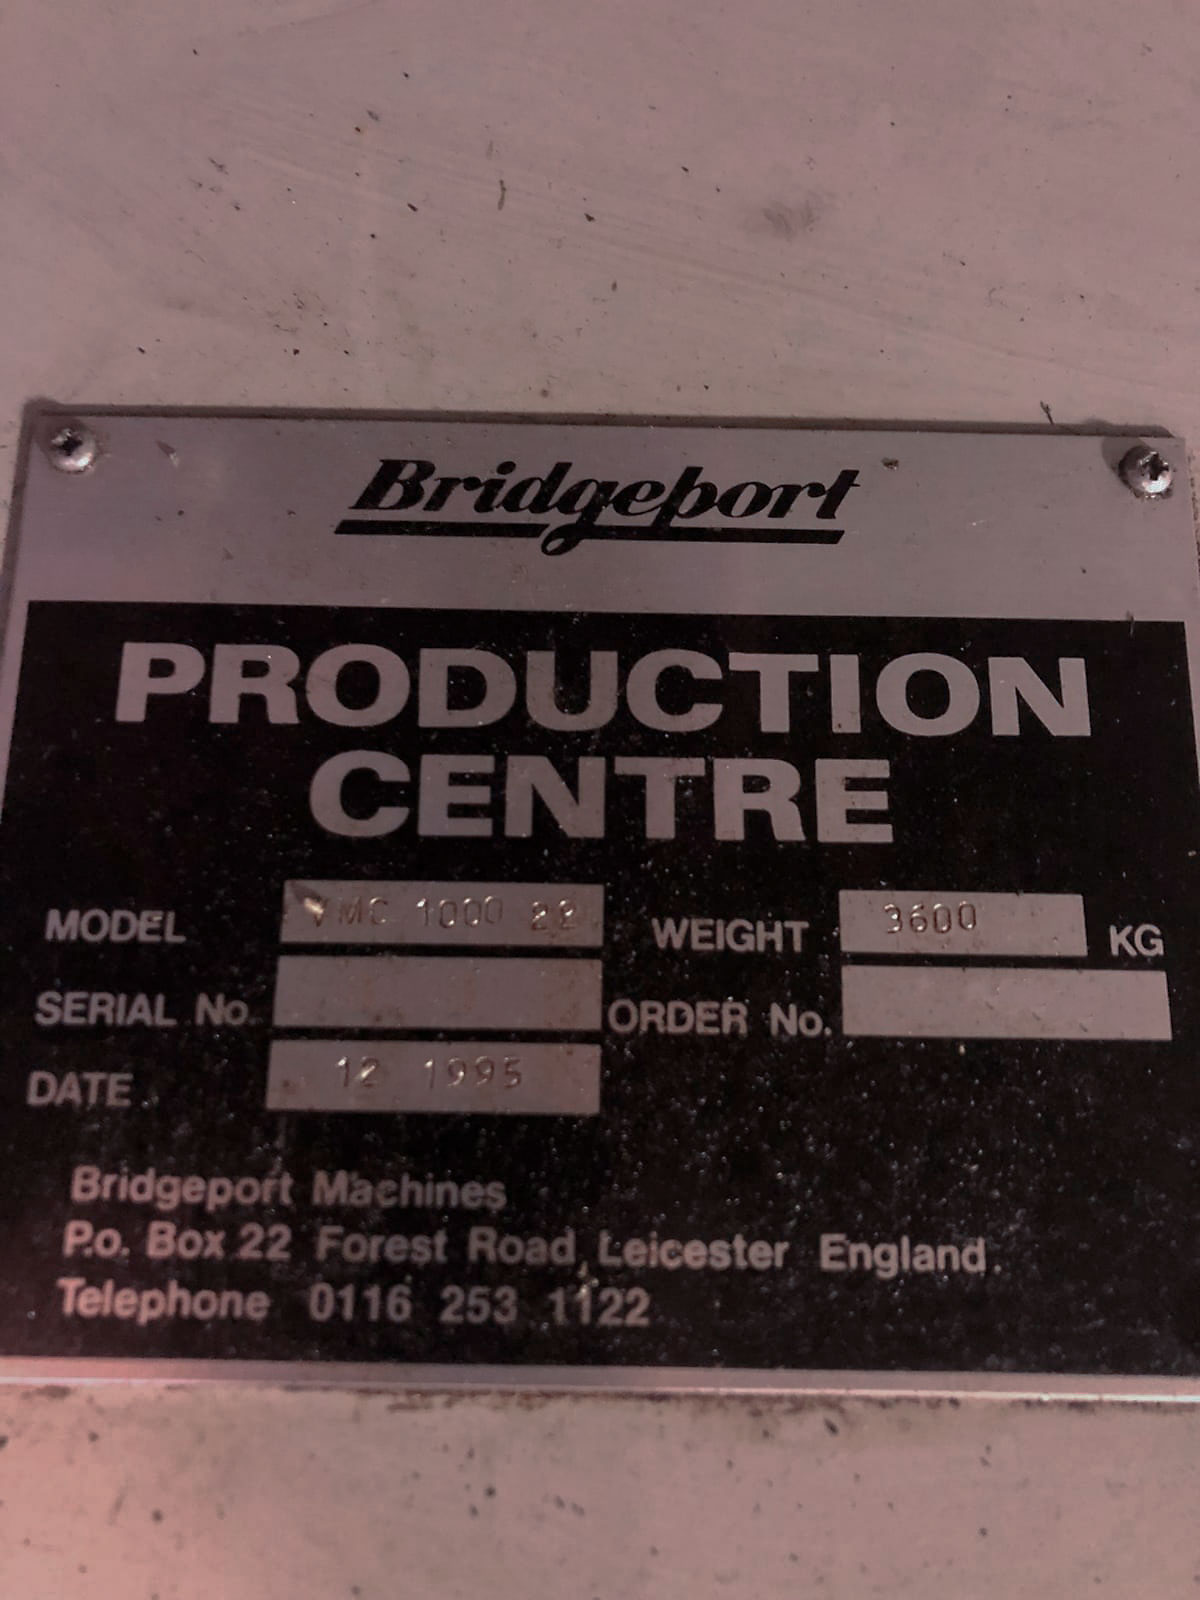 Bridgeport
PRODUCTION
CENTRE
MODEL VMC 1000 22 WEIGHT 3600 KG
SERIAL No. ORDER No.
DATE 12 1995
Bridgeport Machines
P.o. Box 22 Forest Road, Leicester England.
Telephone 0116 253 1122